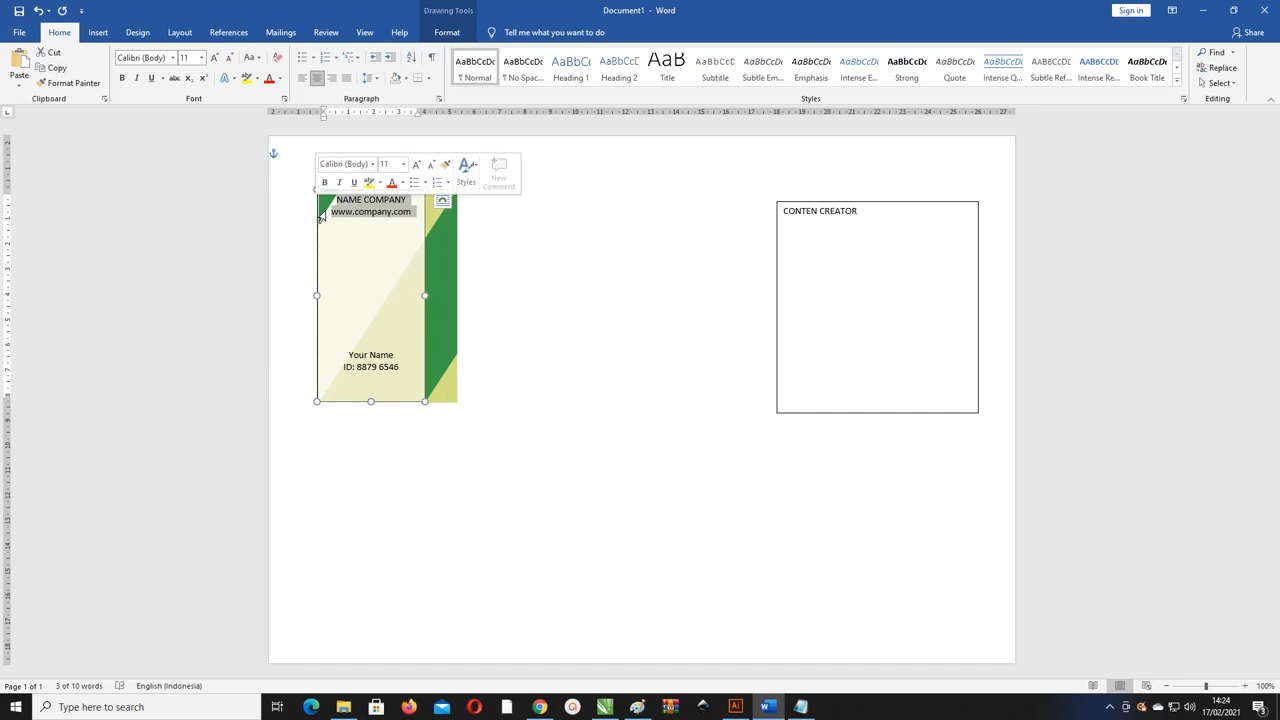 Document1 - Word
Drawing Tools
Sign in
File
Home
Insert
Design
Layout
References
Mailings
Review
View
Help
Format
Tell me what you want to do
Share
Paste
Cut
Copy
Format Painter
Clipboard
Calibri (Body)
11
Font
Paragraph
AaBbCcDc
¶ Normal
AaBbCcDc
¶ No Spac...
AaBbC
Heading 1
AaBbCcD
Heading 2
AaB
Title
AaBbCcD
Subtitle
AaBbCcDc
Subtle Em...
AaBbCcDc
Emphasis
AaBbCcDc
Intense E...
AaBbCcDc
Strong
AaBbCcDc
Quote
AaBbCcDc
Intense Q...
AaBbCcDc
Subtle Ref...
AaBbCcDc
Intense Re...
AaBbCcDc
Book Title
Styles
Find
Replace
Select
Editing
Calibri (Body)
11
Styles
New
Comment
NAME COMPANY
www.company.com
Your Name
ID: 8879 6546
CONTEN CREATOR
Page 1 of 1
3 of 10 words
English (Indonesia)
100%
Type here to search
14:24
17/02/2021